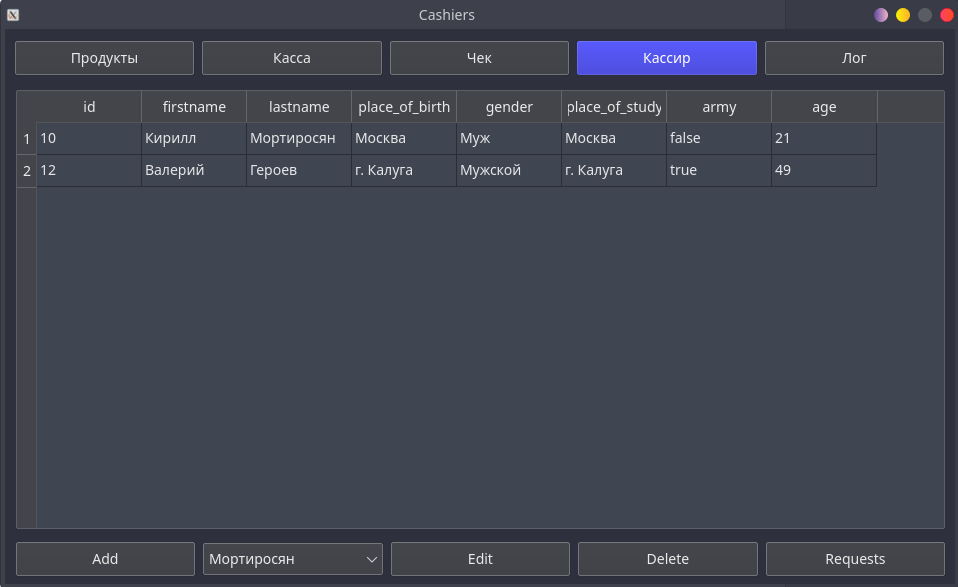 Cashiers
Продукты Касса Чек Кассир Лог
id firstname lastname place_of_birth gender place_of_study army age
1 10 Кирилл Мортиросян Москва Муж Москва false 21
2 12 Валерий Героев г. Калуга Мужской г. Калуга true 49
Add Мортиросян Edit Delete Requests